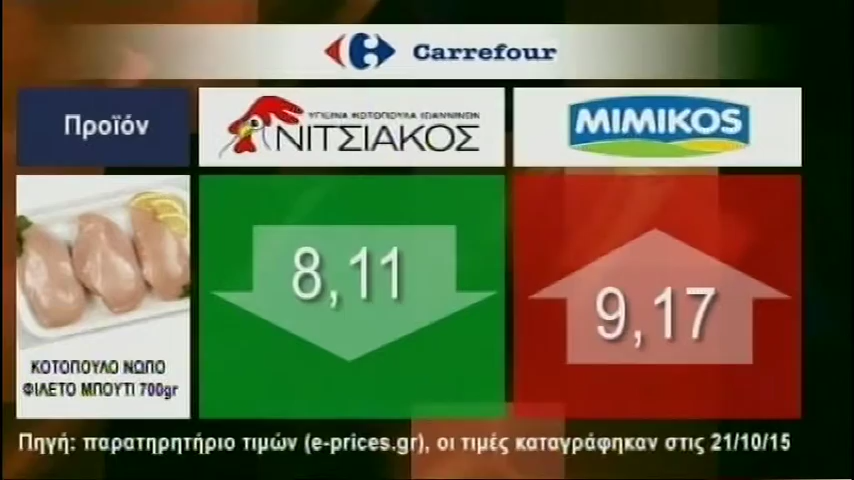 Carrefour
Προϊόν
ΥΓΙΕΙΝΑ ΚΟΤΟΠΟΥΛΑ ΙΩΑΝΝΙΝΩΝ
ΝΙΤΣΙΑΚΟΣ
MIMIKOS
8,11
9,17
ΚΟΤΟΠΟΥΛΟ ΝΩΠΟ
ΦΙΛΕΤΟ ΜΠΟΥΤΙ 700gr
Πηγή: παρατηρητήριο τιμών (e-prices.gr), οι τιμές καταγράφηκαν στις 21/10/15